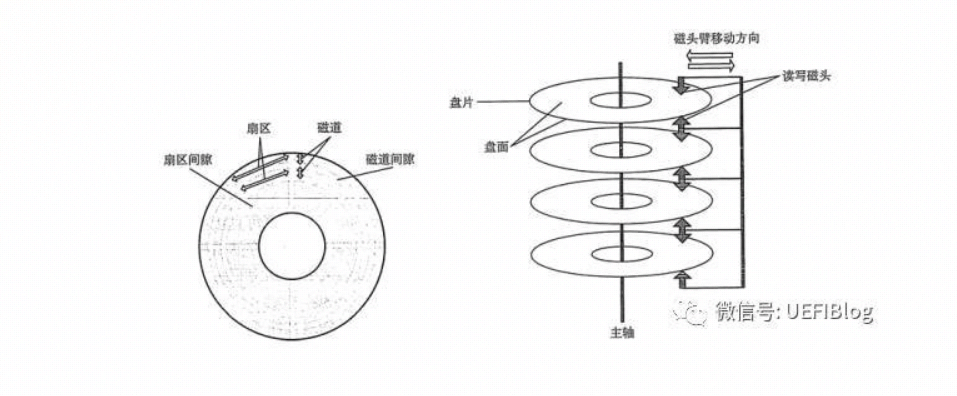 扇区
磁道
扇区间隙
磁道间隙
磁头臂移动方向
读写磁头
盘片
盘面
主轴
微信号: UEFIBlog